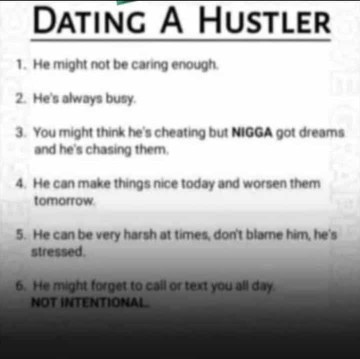 DATING A HUSTLER
1. He might not be caring enough.
2. He's always busy.
3. You might think he's cheating but NIGGA got dreams
and he's chasing them.
4. He can make things nice today and worsen them
tomorrow.
5. He can be very harsh at times, don't blame him, he's
stressed.
6. He might forget to call or text you all day.
NOT INTENTIONAL.